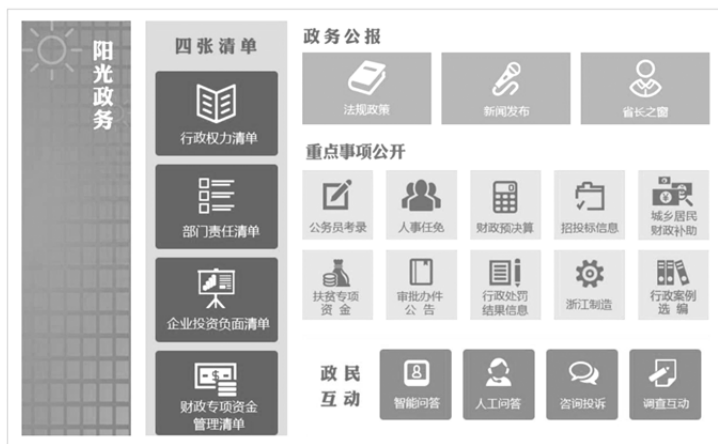 阳光政务
四张清单
行政权力清单
部门责任清单
企业投资负面清单
财政专项资金
管理清单
政务公报
法规政策
新闻发布
省长之窗
重点事项公开
公务员考录
人事任免
财政预决算
招投标信息
城乡居民
财政补助
扶贫专项
资金
审批办件
公告
行政处罚
结果信息
浙江制造
行政案例
选编
政民
互动
智能问答
人工问答
咨询投诉
调查互动